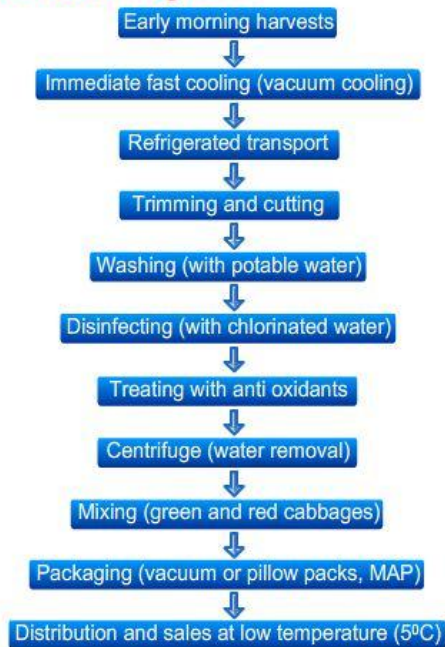 Early morning harvests
Immediate fast cooling (vacuum cooling)
Refrigerated transport
Trimming and cutting
Washing (with potable water)
Disinfecting (with chlorinated water)
Treating with anti oxidants
Centrifuge (water removal)
Mixing (green and red cabbages)
Packaging (vacuum or pillow packs, MAP)
Distribution and sales at low temperature (5⁰C)